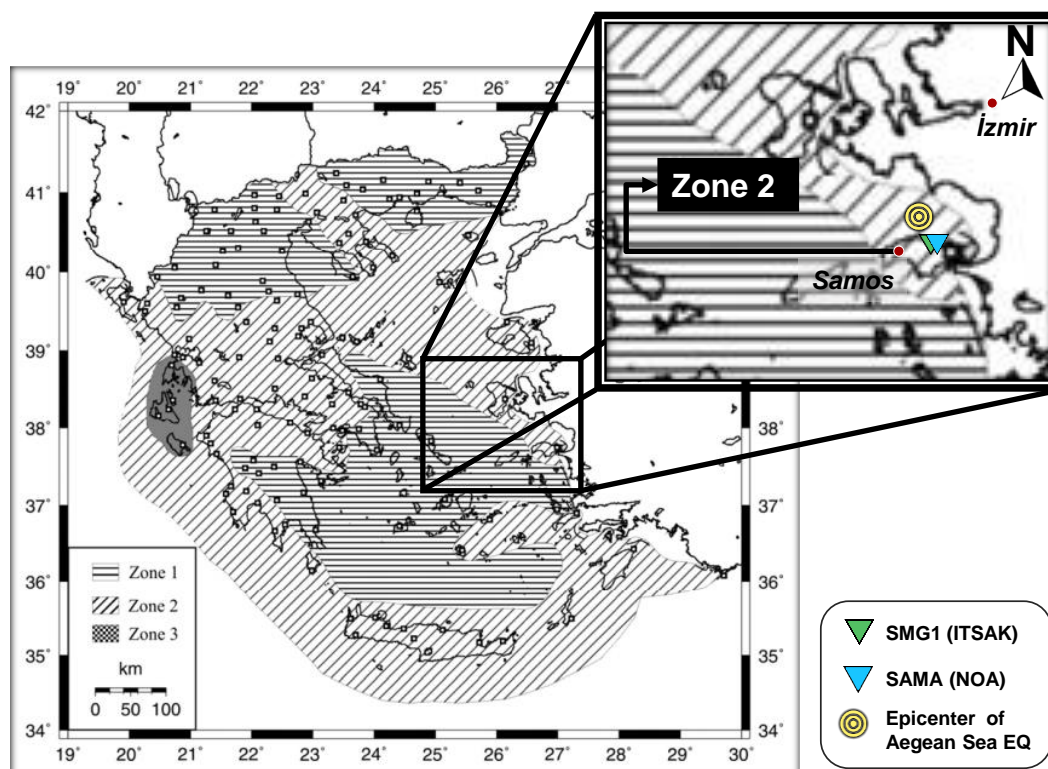 N
İzmir
Zone 2
Samos
19˚ 20˚ 21˚ 22˚ 23˚ 24˚ 25˚ 26˚ 27˚
42˚
41˚
40˚
39˚
38˚ 38˚
37˚ 37˚
36˚ 36˚
35˚ 35˚
34˚ 34˚
19˚ 20˚ 21˚ 22˚ 23˚ 24˚ 25˚ 26˚ 27˚ 28˚ 29˚ 30˚
Zone 1
Zone 2
Zone 3
km
0 50 100
SMG1 (ITSAK)
SAMA (NOA)
Epicenter of
Aegean Sea EQ